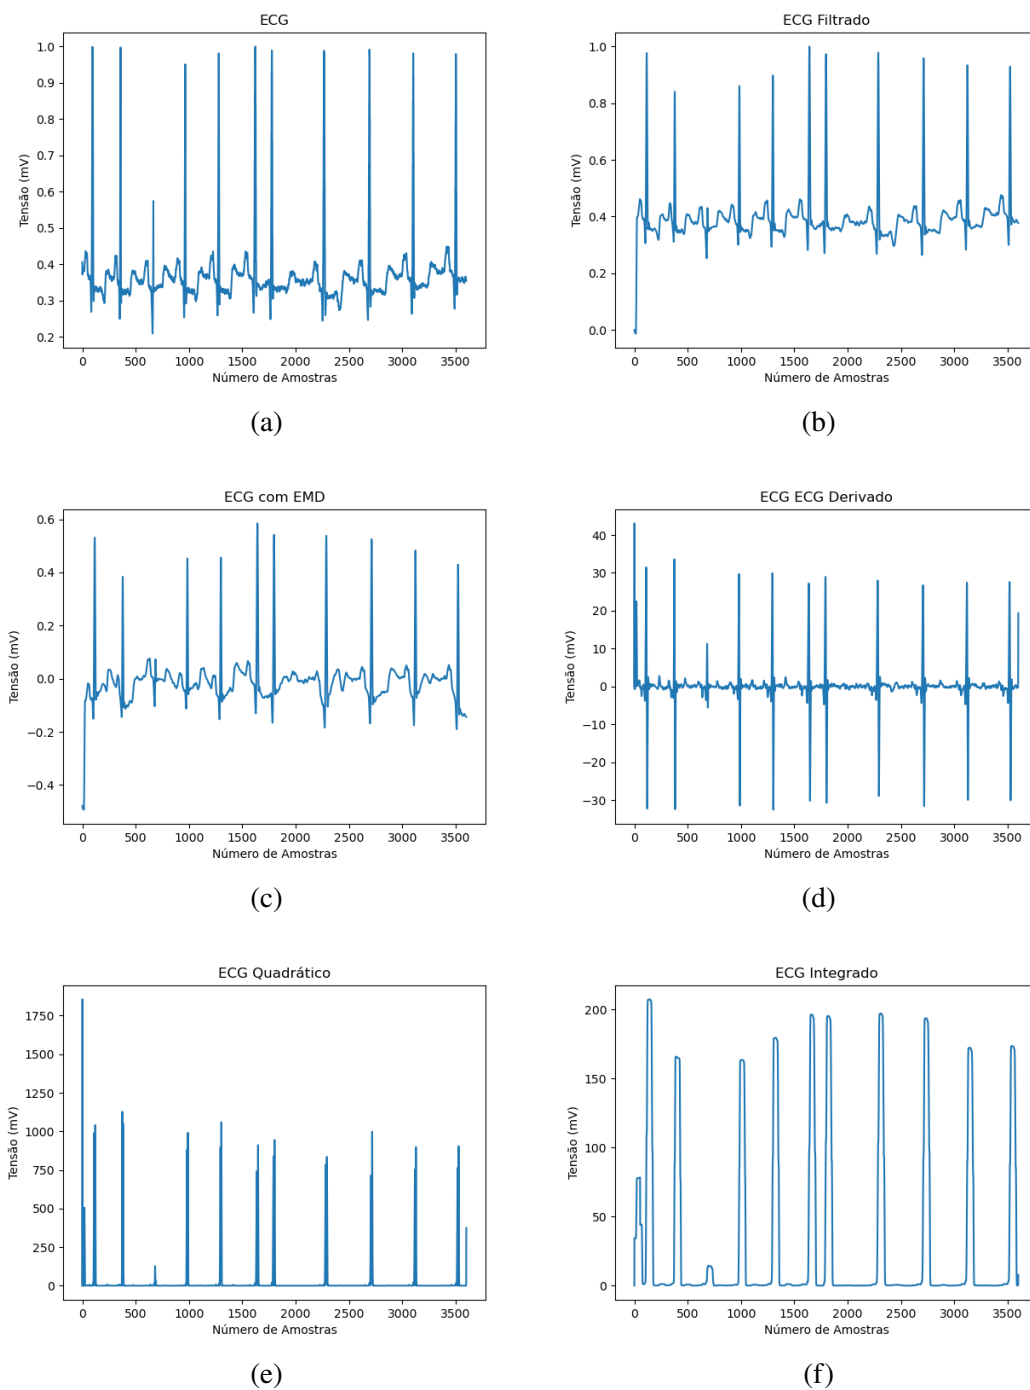 ECG
Tensão (mV)
1.0
0.9
0.8
0.7
0.6
0.5
0.4
0.3
0.2
0 500 1000 1500 2000 2500 3000 3500
Número de Amostras
(a)
ECG Filtrado
Tensão (mV)
1.0
0.8
0.6
0.4
0.2
0.0
0 500 1000 1500 2000 2500 3000 3500
Número de Amostras
(b)
ECG com EMD
Tensão (mV)
0.6
0.4
0.2
0.0
−0.2
−0.4
0 500 1000 1500 2000 2500 3000 3500
Número de Amostras
(c)
ECG ECG Derivado
Tensão (mV)
40
30
20
10
0
−10
−20
−30
0 500 1000 1500 2000 2500 3000 3500
Número de Amostras
(d)
ECG Quadrático
Tensão (mV)
1750
1500
1250
1000
750
500
250
0
0 500 1000 1500 2000 2500 3000 3500
Número de Amostras
(e)
ECG Integrado
Tensão (mV)
200
150
100
50
0
0 500 1000 1500 2000 2500 3000 3500
Número de Amostras
(f)